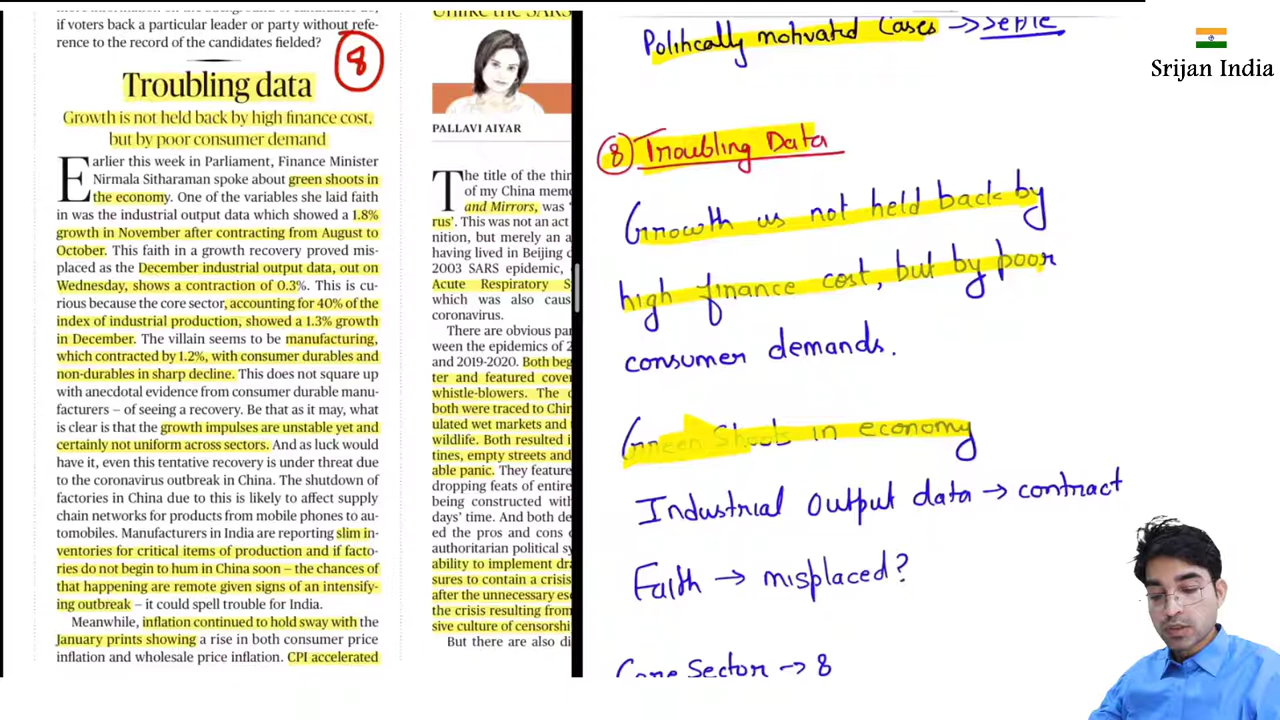 if voters back a particular leader or party without refe-
rence to the record of the candidates fielded?
8
Troubling data
Growth is not held back by high finance cost,
but by poor consumer demand
Earlier this week in Parliament, Finance Minister
Nirmala Sitharaman spoke about green shoots in
the economy. One of the variables she laid faith
in was the industrial output data which showed a 1.8%
growth in November after contracting from August to
October. This faith in a growth recovery proved mis-
placed as the December industrial output data, out on
Wednesday, shows a contraction of 0.3%. This is cu-
rious because the core sector, accounting for 40% of the
index of industrial production, showed a 1.3% growth
in December. The villain seems to be manufacturing,
which contracted by 1.2%, with consumer durables and
non-durables in sharp decline. This does not square up
with anecdotal evidence from consumer durable manu-
facturers – of seeing a recovery. Be that as it may, what
is clear is that the growth impulses are unstable yet and
certainly not uniform across sectors. And as luck would
have it, even this tentative recovery is under threat due
to the coronavirus outbreak in China. The shutdown of
factories in China due to this is likely to affect supply
chain networks for products from mobile phones to au-
tomobiles. Manufacturers in India are reporting slim in-
ventories for critical items of production and if facto-
ries do not begin to hum in China soon – the chances of
that happening are remote given signs of an intensify-
ing outbreak – it could spell trouble for India.
Meanwhile, inflation continued to hold sway with the
January prints showing a rise in both consumer price
inflation and wholesale price inflation. CPI accelerated
Unlike the SARS
PALLAVI AIYAR
The title of the thir
of my China mem
and Mirrors, was '
rus'. This was not an act
nition, but merely an a
having lived in Beijing d
2003 SARS epidemic,
Acute Respiratory S
which was also caus
coronavirus.
There are obvious par
ween the epidemics of 2
and 2019-2020. Both beg
ter and featured cover
whistle-blowers. The
both were traced to Chin
ulated wet markets and
wildlife. Both resulted i
tines, empty streets and
able panic. They feature
dropping feats of entire
being constructed with
days' time. And both de
ed the pros and cons
authoritarian political sy
ability to implement dra
sures to contain a crisis
after the unnecessary es
the crisis resulting from
sive culture of censorshi
But there are also di
Politically motivated Cases →
8 Troubling Data
Growth is not held back by
high finance cost, but by poor
consumer demands.
Green Shoots in economy
Industrial Output data → contract
Faith → misplaced?
Core Sector → 8
Srijan India